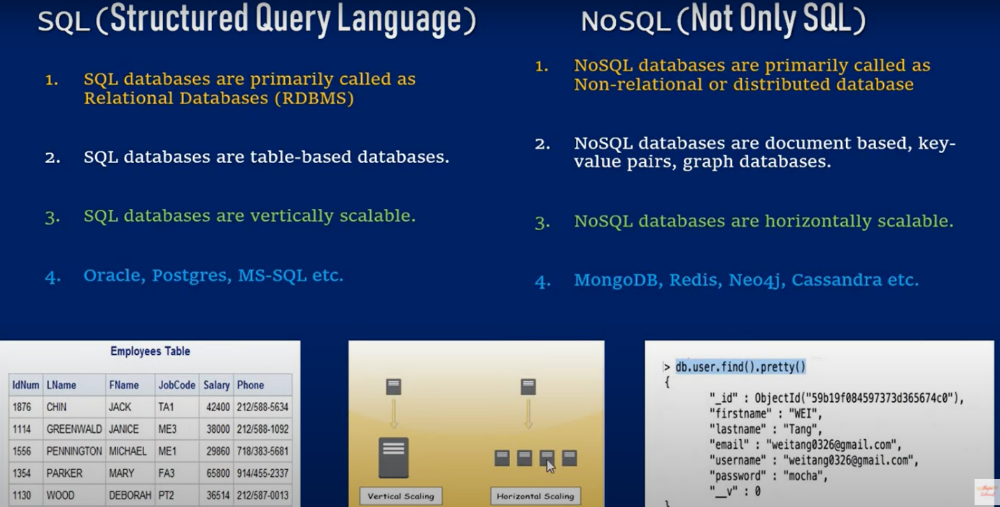 SQL (Structured Query Language)
1. SQL databases are primarily called as
Relational Databases (RDBMS)
2. SQL databases are table-based databases.
3. SQL databases are vertically scalable.
4. Oracle, Postgres, MS-SQL etc.
NoSQL (Not Only SQL)
1. NoSQL databases are primarily called as
Non-relational or distributed database
2. NoSQL databases are document based, key-
value pairs, graph databases.
3. NoSQL databases are horizontally scalable.
4. MongoDB, Redis, Neo4j, Cassandra etc.
Employees Table
IdNum LName FName JobCode Salary Phone
1876 CHIN JACK TA1 42400 212/588-5634
1114 GREENWALD JANICE ME3 38000 212/588-1092
1556 PENNINGTON MICHAEL ME1 29860 718/383-5681
1354 PARKER MARY FA3 65800 914/455-2337
1130 WOOD DEBORAH PT2 36514 212/587-0013
Vertical Scaling
Horizontal Scaling
> db.user.find().pretty()
{
"_id" : ObjectId("59b19f084597373d365674c0"),
"firstname" : "WEI",
"lastname" : "Tang",
"email" : "weitang0326@gmail.com",
"username" : "weitang0326@gmail.com",
"password" : "mocha",
"__v" : 0
}